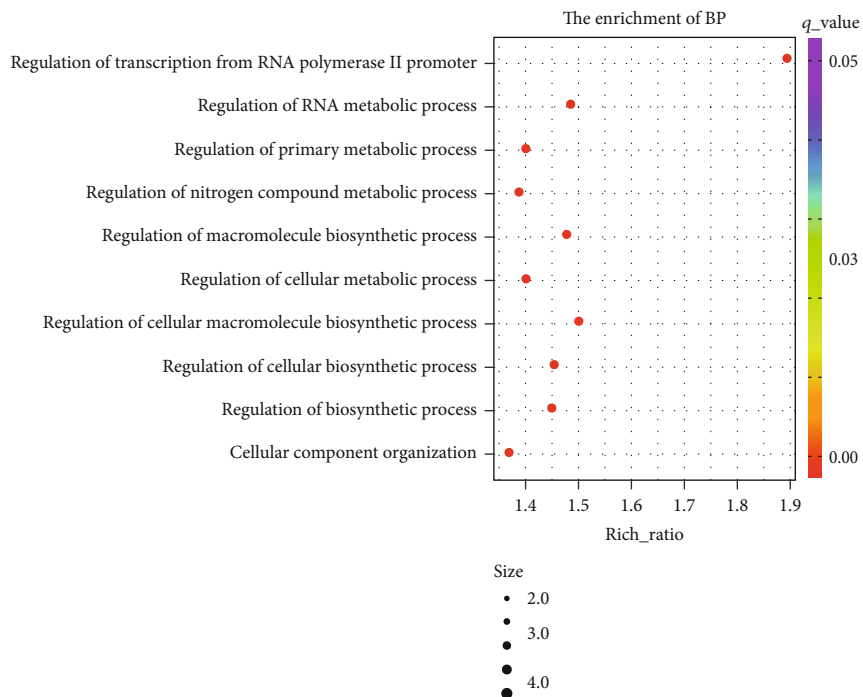 The enrichment of BP
q_value
Regulation of transcription from RNA polymerase II promoter
Regulation of RNA metabolic process
Regulation of primary metabolic process
Regulation of nitrogen compound metabolic process
Regulation of macromolecule biosynthetic process
Regulation of cellular metabolic process
Regulation of cellular macromolecule biosynthetic process
Regulation of cellular biosynthetic process
Regulation of biosynthetic process
Cellular component organization
0.05
0.03
0.00
1.4 1.5 1.6 1.7 1.8 1.9
Rich_ratio
Size
2.0
3.0
4.0